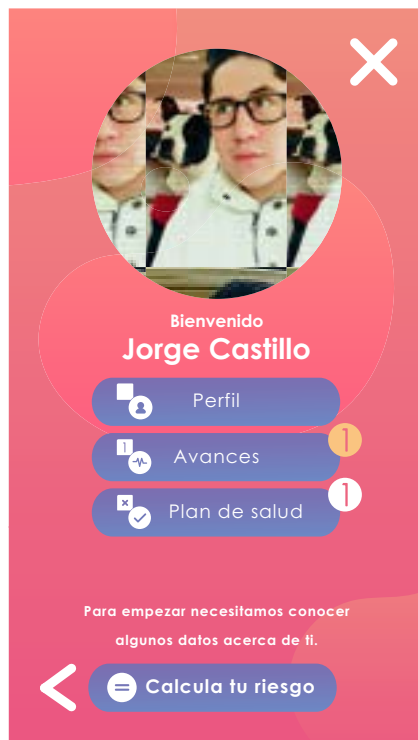 Bienvenido
Jorge Castillo
Perfil
1
1 Avances
1
Plan de salud
Para empezar necesitamos conocer
algunos datos acerca de ti.
Calcula tu riesgo